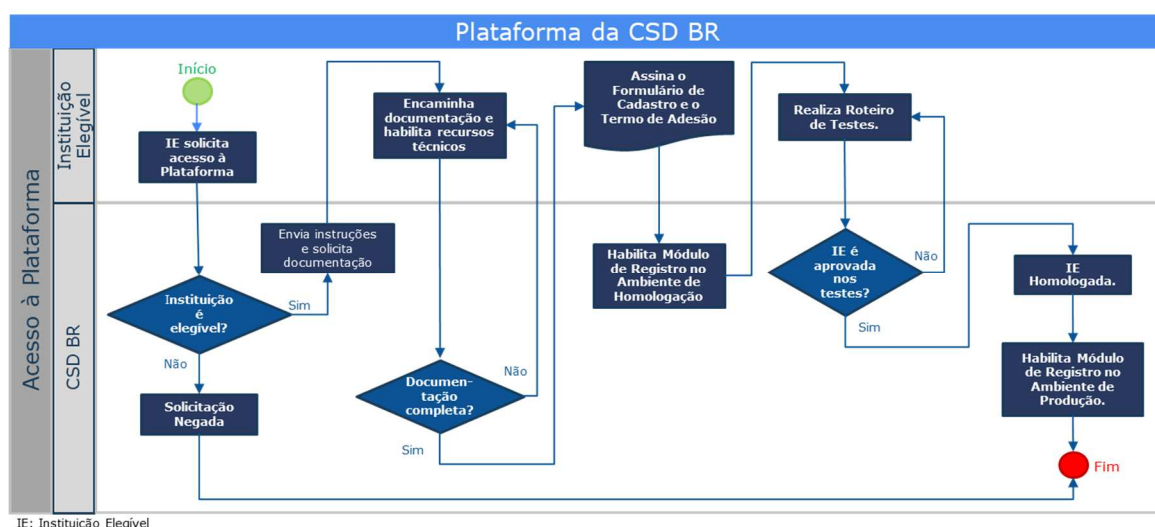 Plataforma da CSD BR
Acesso à Plataforma
Instituição
Elegível
CSD BR
Início
IE solicita
acesso à
Plataforma
Encaminha
documentação e
habilita recursos
técnicos
Assina o
Formulário de
Cadastro e o
Termo de Adesão
Realiza Roteiro
de Testes.
Envia instruções
e solicita
documentação
Instituição
é
elegível?
Sim
Não
Solicitação
Negada
Documen-
tação
completa?
Não
Sim
Habilita Módulo
de Registro no
Ambiente de
Homologação
IE é
aprovada
nos
testes?
Não
Sim
IE
Homologada.
Habilita Módulo
de Registro no
Ambiente de
Produção.
Fim
IE: Instituição Elegível